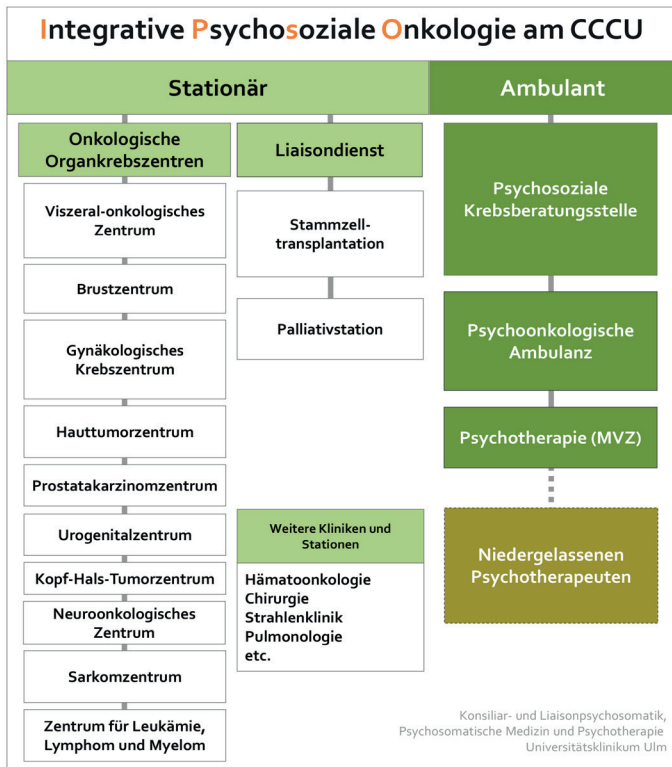 Integrative Psychosoziale Onkologie am CCCU
Stationär
Ambulant
Onkologische
Organkrebszentren
Viszeral-onkologisches
Zentrum
Brustzentrum
Gynäkologisches
Krebszentrum
Hauttumorzentrum
Prostatakarzinomzentrum
Urogenitalzentrum
Kopf-Hals-Tumorzentrum
Neuroonkologisches
Zentrum
Sarkomzentrum
Zentrum für Leukämie,
Lymphom und Myelom
Liaisondienst
Stammzell-
transplantation
Palliativstation
Weitere Kliniken und
Stationen
Hämatoonkologie
Chirurgie
Strahlenklinik
Pulmonologie
etc.
Psychosoziale
Krebsberatungsstelle
Psychoonkologische
Ambulanz
Psychotherapie (MVZ)
Niedergelassenen
Psychotherapeuten
Konsiliar- und Liaisonpsychosomatik,
Psychosomatische Medizin und Psychotherapie
Universitätsklinikum Ulm